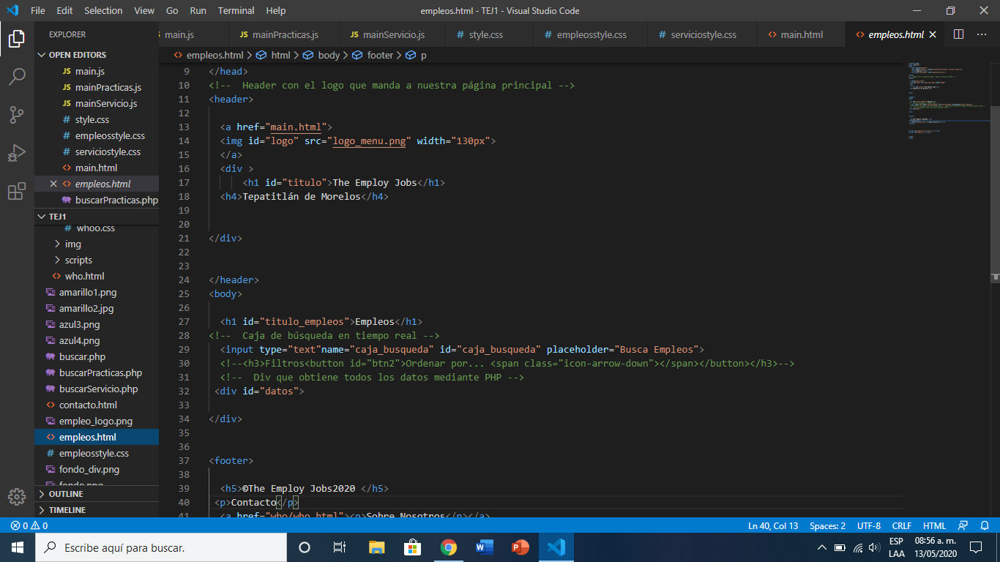 File Edit Selection View Go Run Terminal Help empleos.html - TEJ1 - Visual Studio Code
EXPLORER
OPEN EDITORS
JS main.js
JS mainPracticas.js
JS mainServicio.js
# style.css
# empleosstyle.css
# serviciostyle.css
<> main.html
<> empleos.html
buscarPracticas.php
TEJ1
# whoo.css
img
scripts
<> who.html
amarillo1.png
amarillo2.jpg
azul3.png
azul4.png
buscar.php
buscarPracticas.php
buscarServicio.php
<> contacto.html
empleo_logo.png
<> empleos.html
# empleosstyle.css
fondo_div.png
fondo.png
OUTLINE
TIMELINE
main.js JS mainPracticas.js JS mainServicio.js # style.css # empleosstyle.css # serviciostyle.css <> main.html <> empleos.html
<> empleos.html > html > body > footer > p
9 </head>
10 <!--  Header con el logo que manda a nuestra página principal -->
11 <header>
12
13 <a href="main.html">
14 <img id="logo" src="logo_menu.png" width="130px">
15 </a>
16 <div >
17 <h1 id="titulo">The Employ Jobs</h1>
18 <h4>Tepatitlán de Morelos</h4>
19
20
21 </div>
22
23
24 </header>
25 <body>
26
27 <h1 id="titulo_empleos">Empleos</h1>
28 <!--  Caja de búsqueda en tiempo real -->
29 <input type="text"name="caja_busqueda" id="caja_busqueda" placeholder="Busca Empleos">
30 <!--<h3>Filtros<button id="btn2">Ordenar por... <span class="icon-arrow-down"></span></button></h3>-->
31 <!--  Div que obtiene todos los datos mediante PHP -->
32 <div id="datos">
33
34 </div>
35
36
37 <footer>
38
39 <h5>©The Employ Jobs2020 </h5>
40 <p>Contacto</p>
41 <a href="who/who.html"><p>Sobre Nosotros</p></a>
0 0 Ln 40, Col 13 Spaces: 2 UTF-8 CRLF HTML
Escribe aquí para buscar.
ESP
LAA
08:56 a. m.
13/05/2020